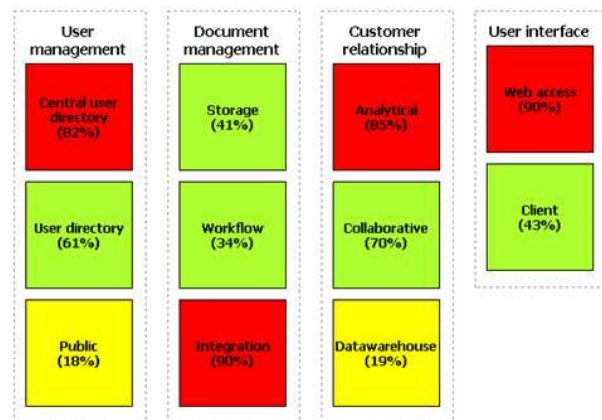 User
management
Central user
directory
(82%)
User directory
(61%)
Public
(18%)
Document
management
Storage
(41%)
Workflow
(34%)
Integration
(90%)
Customer
relationship
Analytical
(85%)
Collaborative
(70%)
Datawarehouse
(19%)
User interface
Web access
(90%)
Client
(43%)